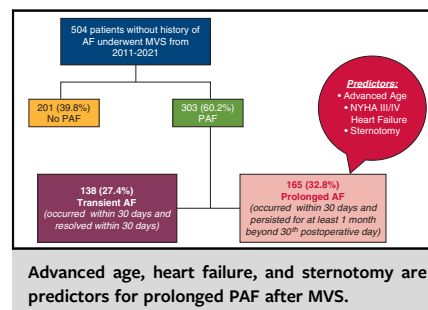 504 patients without history
of AF underwent MVS from
2011-2021
Predictors:
• Advanced Age
• NYHA III/IV
Heart Failure
• Sternotomy
201 (39.8%)
No PAF
303 (60.2%)
PAF
138 (27.4%)
Transient AF
(occurred within 30 days and
resolved within 30 days)
165 (32.8%)
Prolonged AF
(occurred within 30 days and
persisted for at least 1 month
beyond 30th postoperative day)
Advanced age, heart failure, and sternotomy are
predictors for prolonged PAF after MVS.